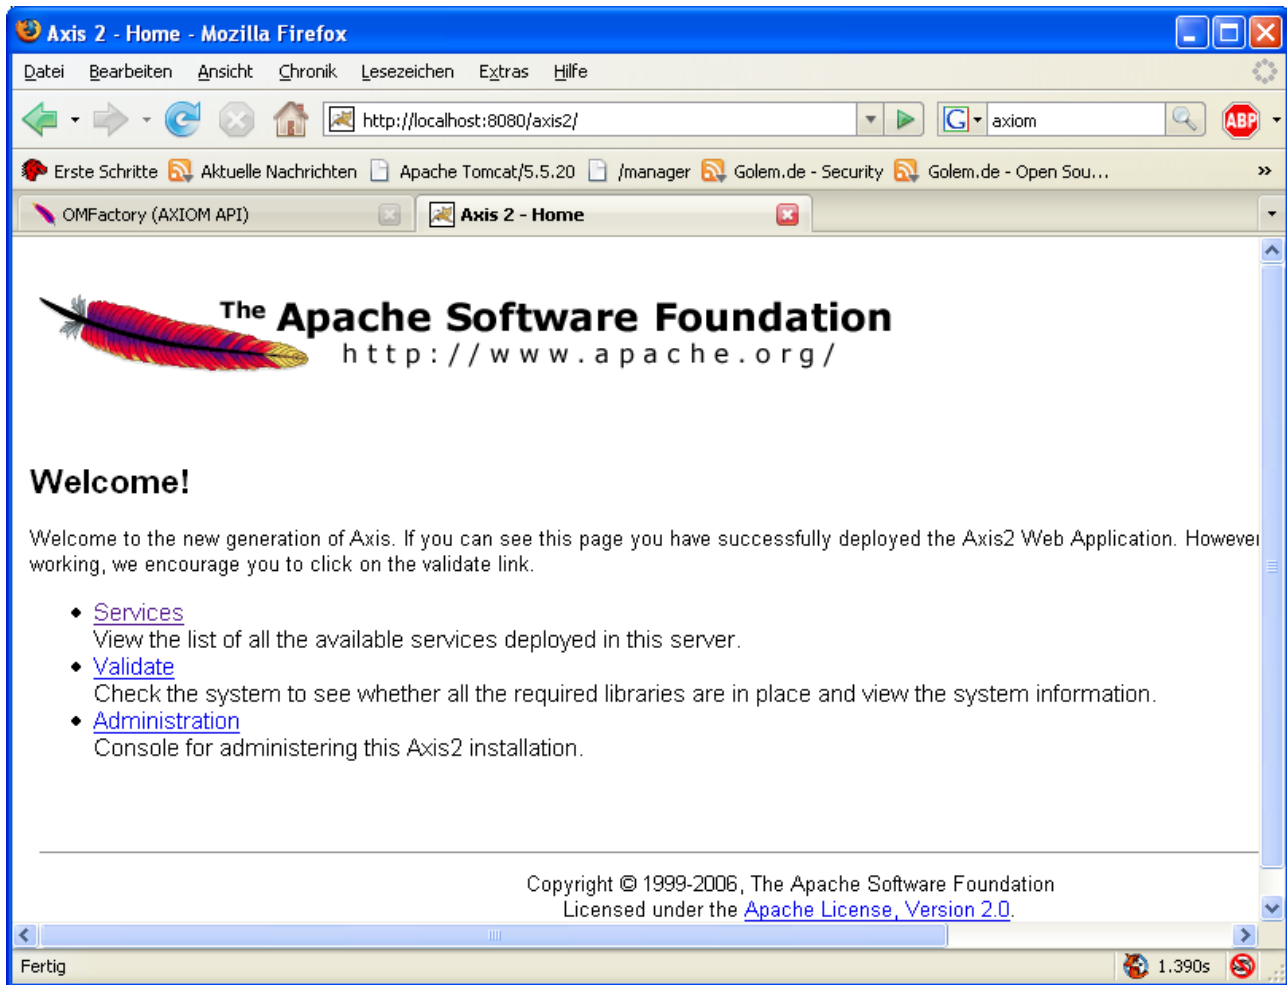 Axis 2 - Home - Mozilla Firefox
Datei Bearbeiten Ansicht Chronik Lesezeichen Extras Hilfe
http://localhost:8080/axis2/ G axiom ABP
Erste Schritte Aktuelle Nachrichten Apache Tomcat/5.5.20 /manager Golem.de - Security Golem.de - Open Sou... »
OMFactory (AXIOM API) Axis 2 - Home
The Apache Software Foundation
http://www.apache.org/
Welcome!
Welcome to the new generation of Axis. If you can see this page you have successfully deployed the Axis2 Web Application. However
working, we encourage you to click on the validate link.
• Services
View the list of all the available services deployed in this server.
• Validate
Check the system to see whether all the required libraries are in place and view the system information.
• Administration
Console for administering this Axis2 installation.
Copyright © 1999-2006, The Apache Software Foundation
Licensed under the Apache License, Version 2.0.
Fertig 1.390s